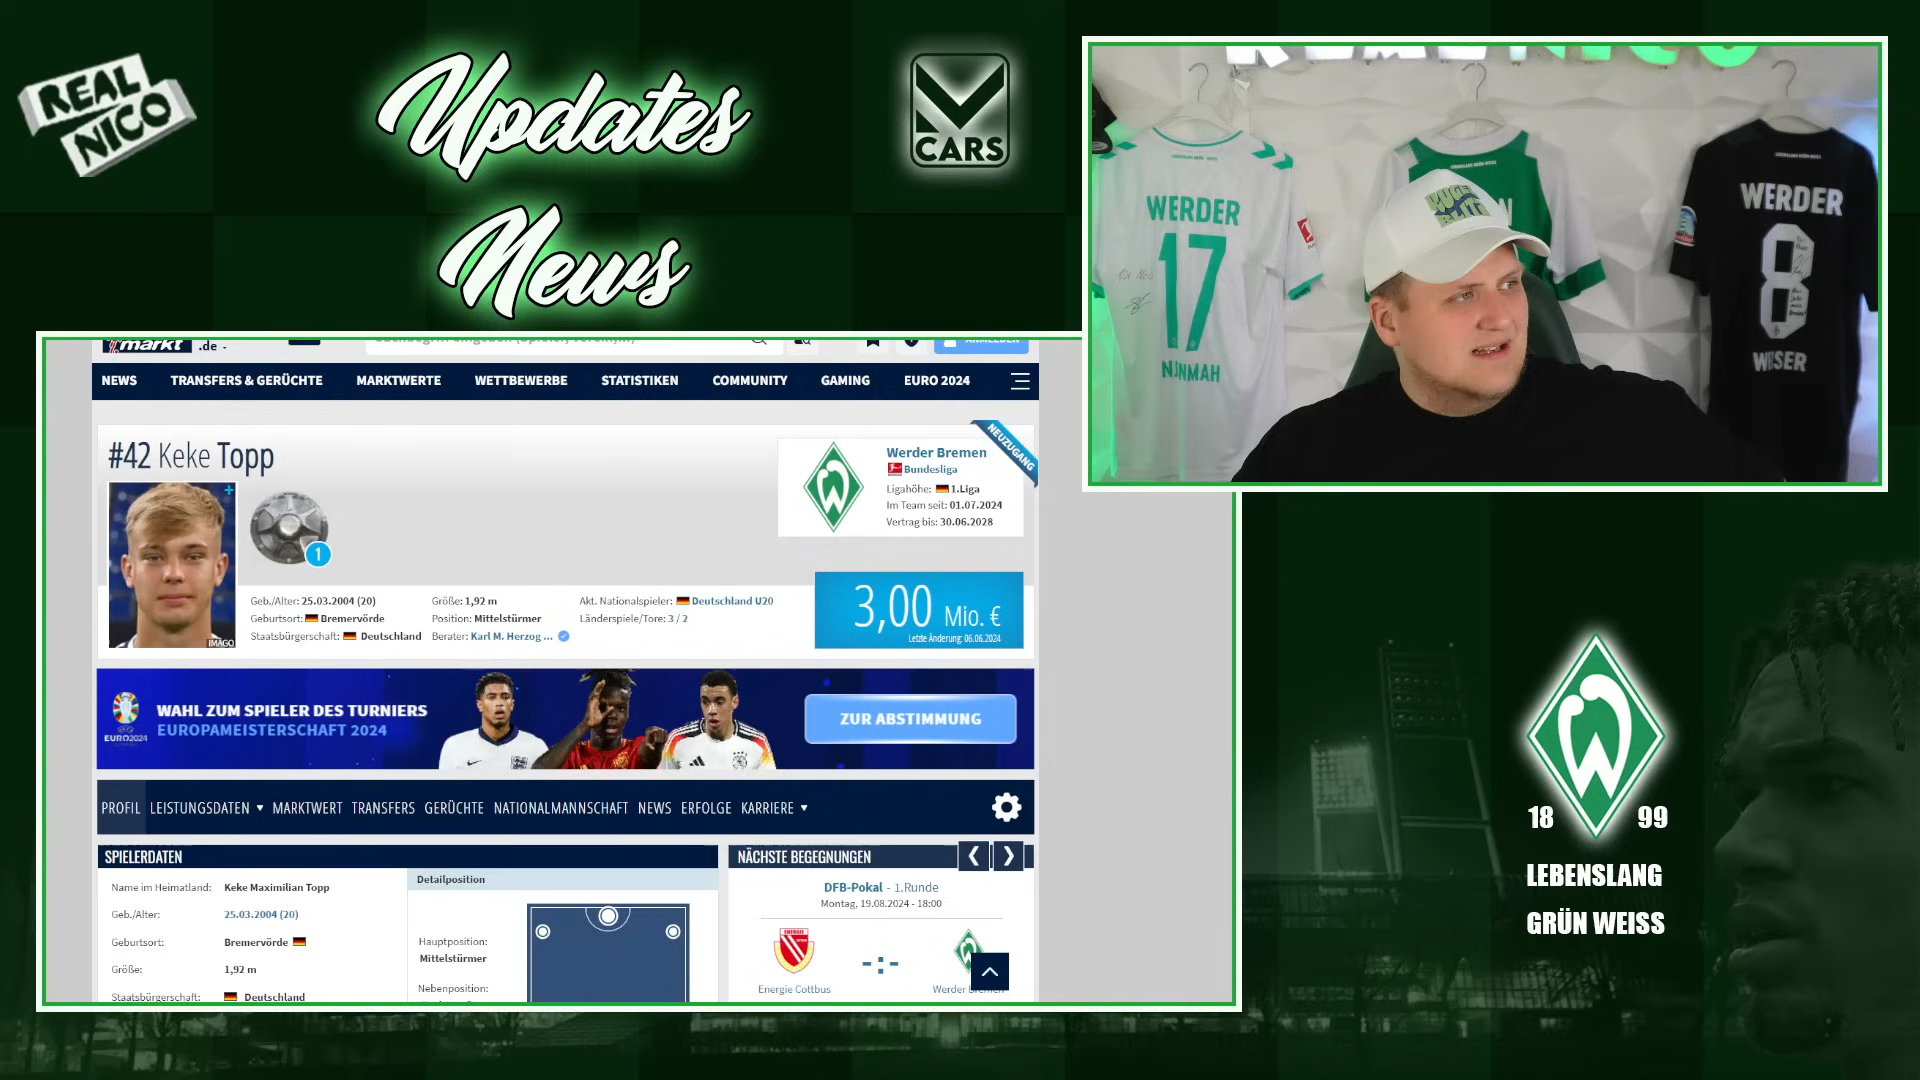 REAL
NICO
Updates
News
CARS
WERDER
17
WERDER
8
markt .de
ANMELDEN
NEWS TRANSFERS & GERÜCHTE MARKTWERTE WETTBEWERBE STATISTIKEN COMMUNITY GAMING EURO 2024
#42 Keke Topp
NEUZUGANG
Werder Bremen
Bundesliga
Ligahöhe: 1.Liga
Im Team seit: 01.07.2024
Vertrag bis: 30.06.2028
1
IMAGO
Geb./Alter: 25.03.2004 (20) Größe: 1,92 m Akt. Nationalspieler: Deutschland U20
Geburtsort: Bremervörde Position: Mittelstürmer Länderspiele/Tore: 3 / 2
Staatsbürgerschaft: Deutschland Berater: Karl M. Herzog ...
3,00 Mio. €
Letzte Änderung: 06.06.2024
EURO2024
WAHL ZUM SPIELER DES TURNIERS
EUROPAMEISTERSCHAFT 2024
ZUR ABSTIMMUNG
PROFIL LEISTUNGSDATEN MARKTWERT TRANSFERS GERÜCHTE NATIONALMANNSCHAFT NEWS ERFOLGE KARRIERE
SPIELERDATEN
Name im Heimatland: Keke Maximilian Topp
Geb./Alter: 25.03.2004 (20)
Geburtsort: Bremervörde
Größe: 1,92 m
Staatsbürgerschaft: Deutschland
Detailposition
Hauptposition:
Mittelstürmer
Nebenposition:
NÄCHSTE BEGEGNUNGEN
DFB-Pokal - 1.Runde
Montag, 19.08.2024 - 18:00
-:-
Energie Cottbus
Werder Bremen
18 99
LEBENSLANG
GRÜN WEISS